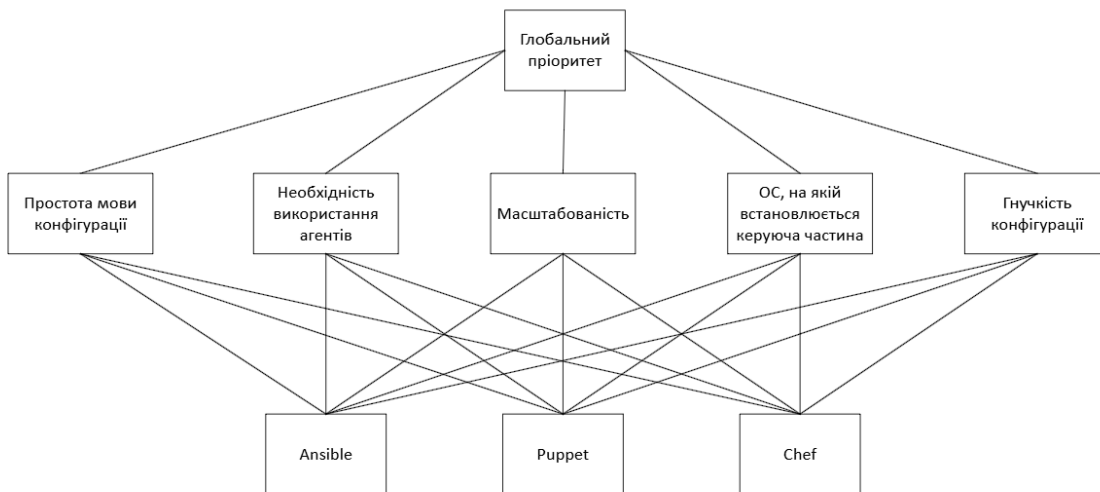 Глобальний
пріоритет
Простота мови
конфігурації
Необхідність
використання
агентів
Масштабованість
ОС, на якій
встановлюється
керуюча частина
Гнучкість
конфігурації
Ansible
Puppet
Chef